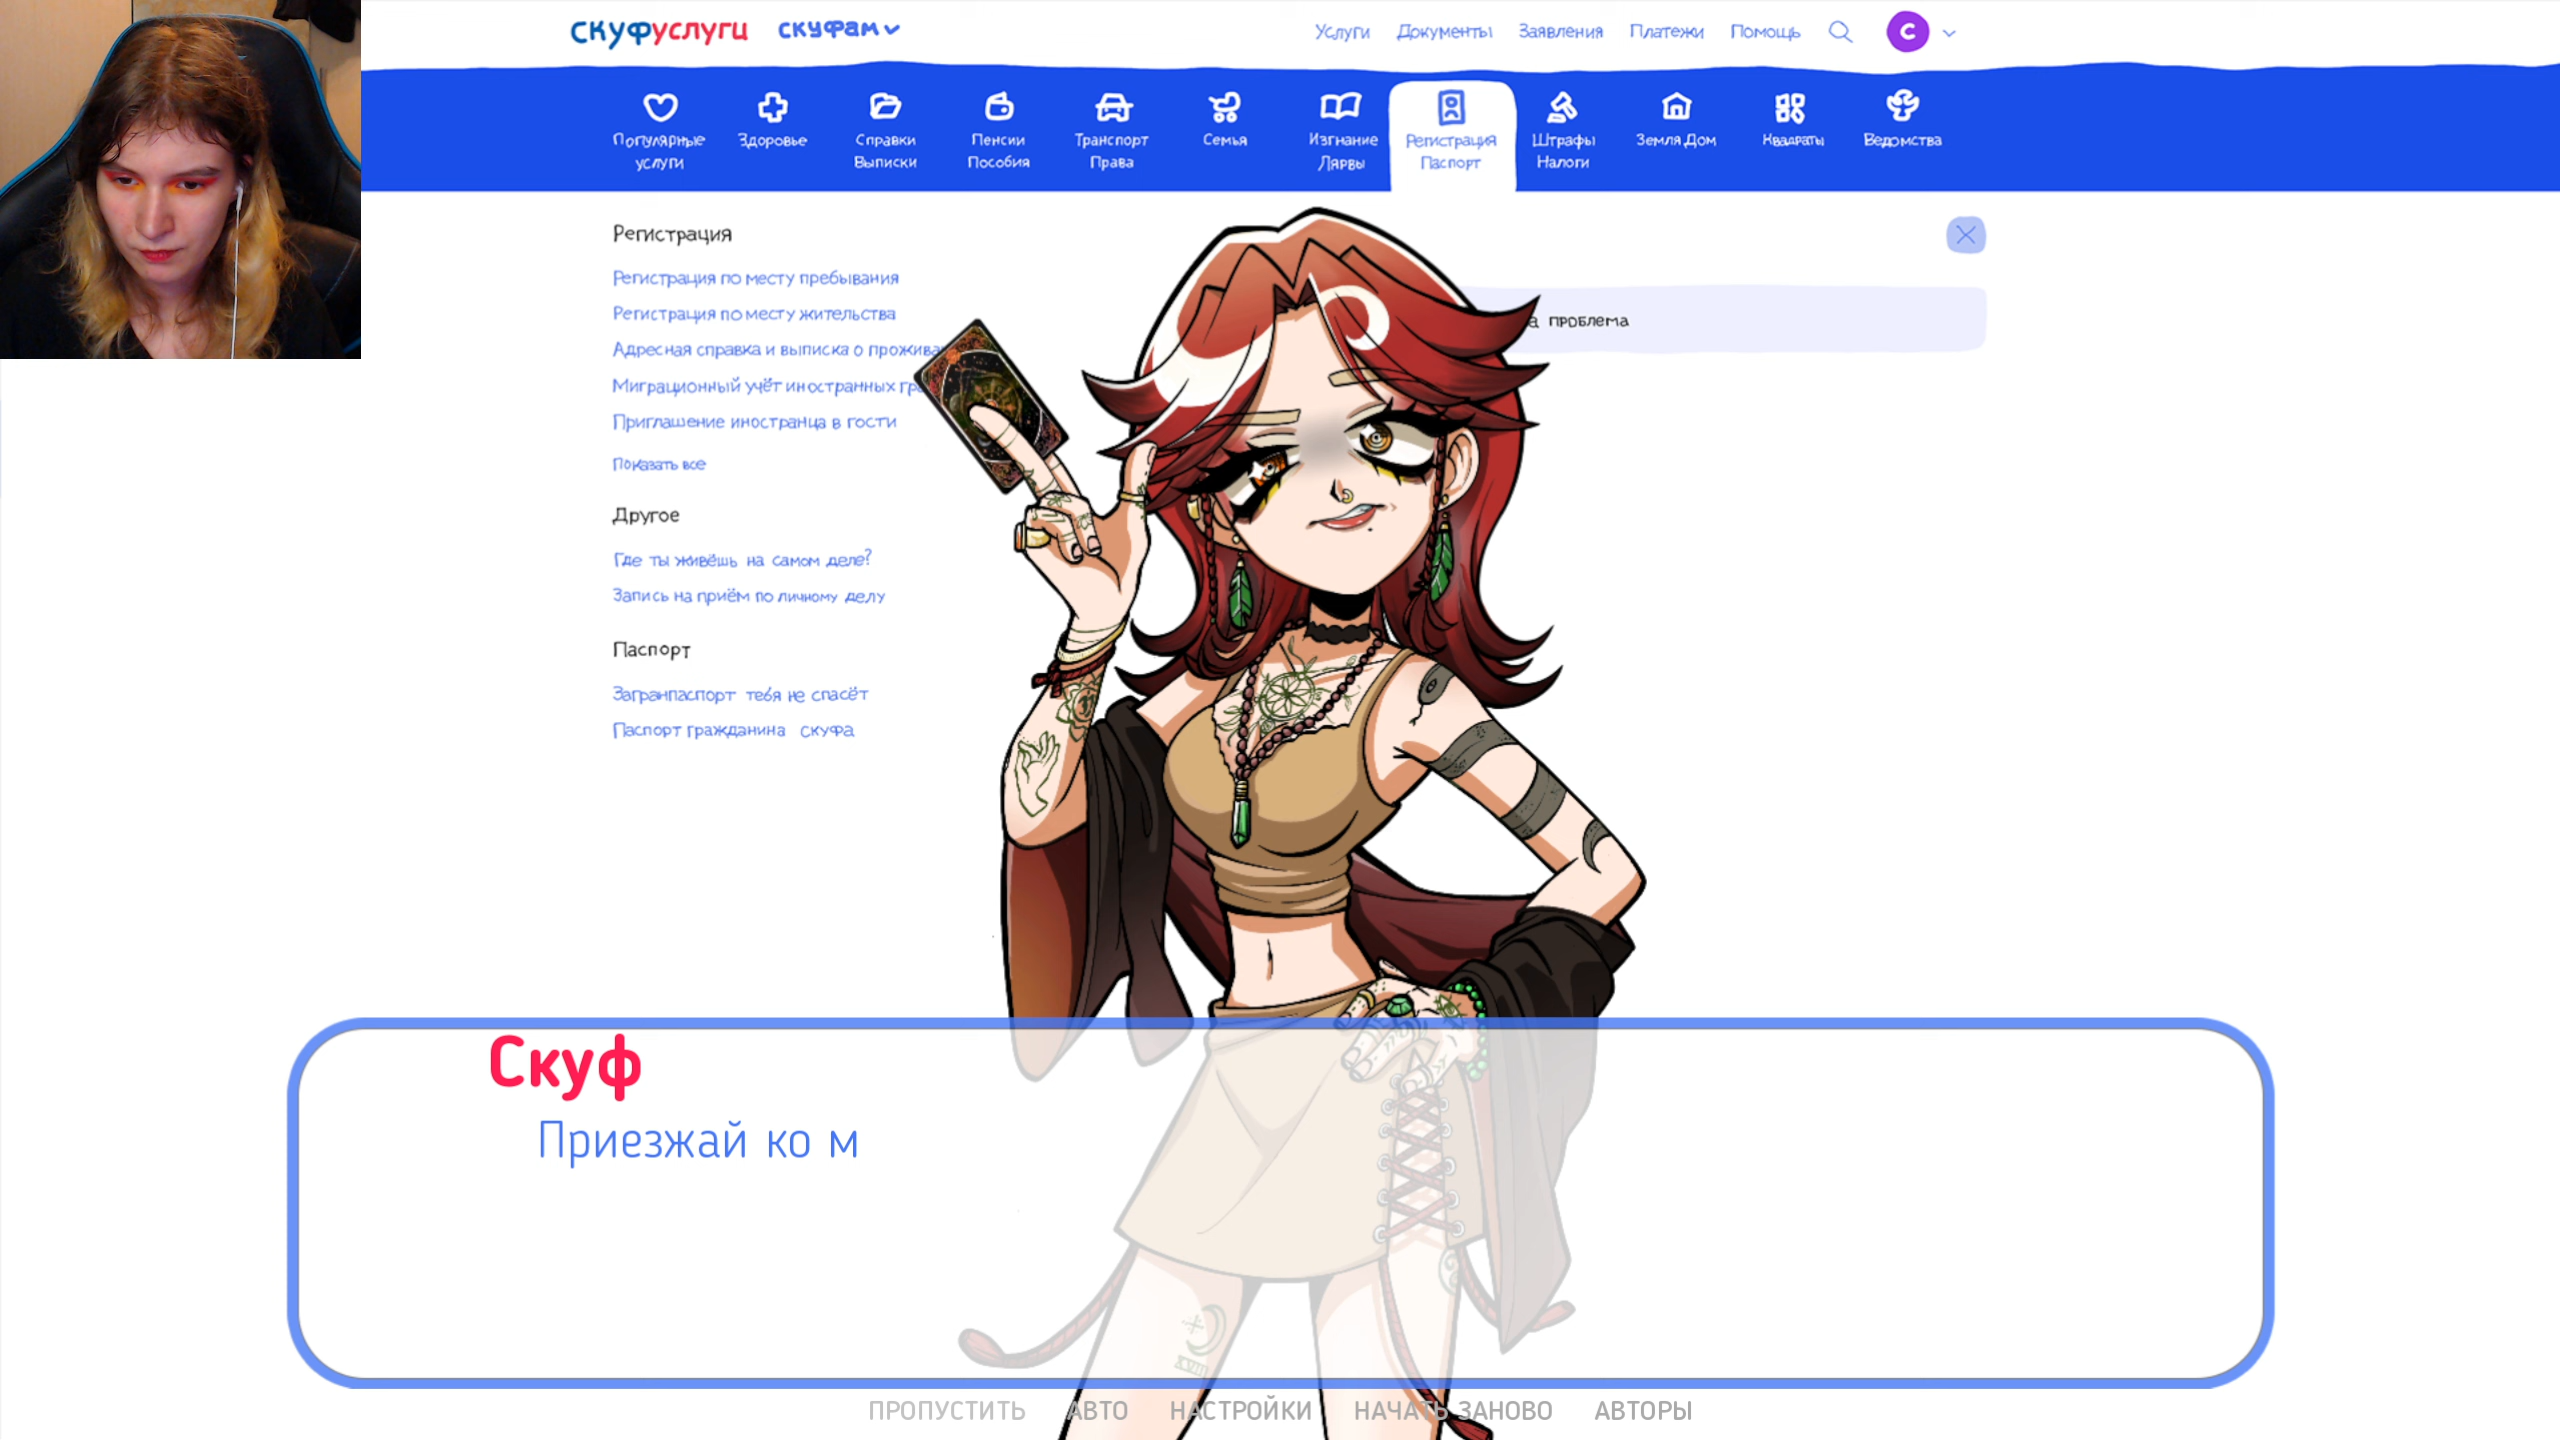 скуфуслуги скуфам
Услуги Документы Заявления Платежи Помощь С
Популярные услуги
Здоровье
Справки Выписки
Пенсии Пособия
Транспорт Права
Семья
Изгнание Лярвы
Регистрация Паспорт
Штрафы Налоги
Земля Дом
Квадраты
Ведомства
Регистрация
Регистрация по месту пребывания
Регистрация по месту жительства
Адресная справка и выписка о
Миграционный учёт иностранных
Приглашение иностранца в гости
Показать все
проблема
Другое
Где ты живёшь на самом деле?
Запись на приём по личному делу
Паспорт
Загранпаспорт тебя не спасёт
Паспорт гражданина скуфа
Скуф
Приезжай ко м
XVIII
ПРОПУСТИТЬ АВТО НАСТРОЙКИ НАЧАТЬ ЗАНОВО АВТОРЫ